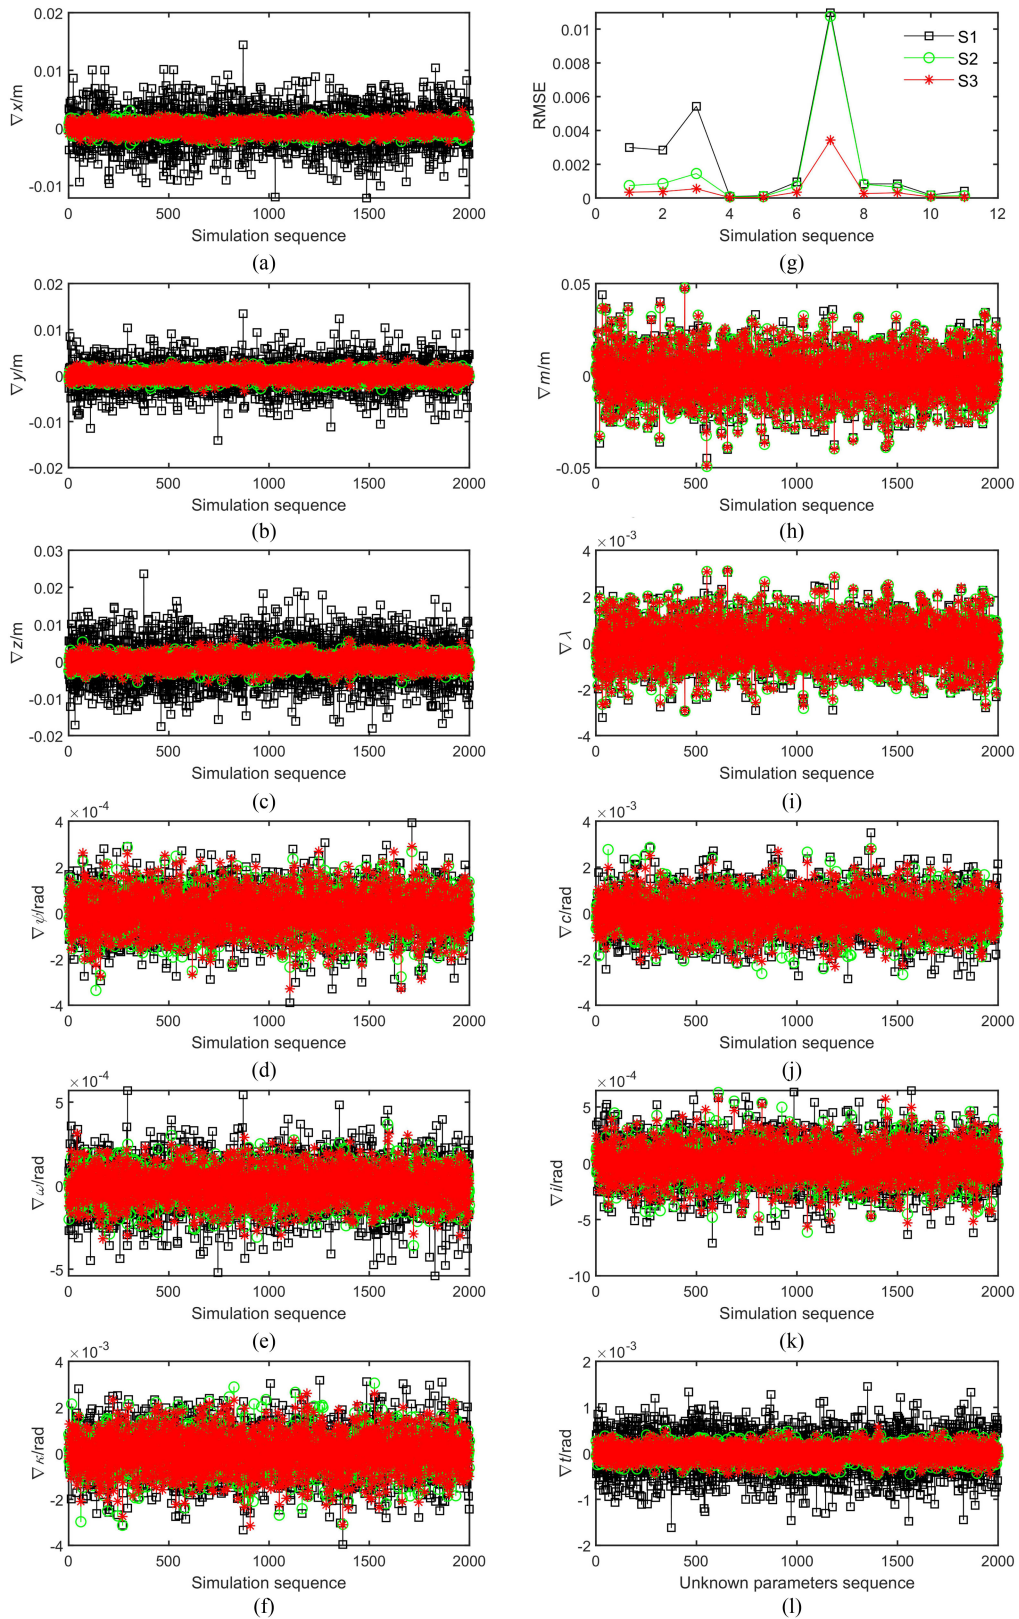 0.02
0.01
0
-0.01
∇x/m
0 500 1000 1500 2000
Simulation sequence
(a)
0.01
0.008
0.006
0.004
0.002
0
RMSE
S1
S2
S3
0 2 4 6 8 10 12
Simulation sequence
(g)
0.02
0.01
0
-0.01
-0.02
∇y/m
0 500 1000 1500 2000
Simulation sequence
(b)
0.05
0
-0.05
∇m/m
0 500 1000 1500 2000
Simulation sequence
(h)
0.03
0.02
0.01
0
-0.01
-0.02
∇z/m
0 500 1000 1500 2000
Simulation sequence
(c)
×10⁻³
4
2
0
-2
-4
∇λ
0 500 1000 1500 2000
Simulation sequence
(i)
×10⁻⁴
4
2
0
-2
-4
∇ψ/rad
0 500 1000 1500 2000
Simulation sequence
(d)
×10⁻³
4
2
0
-2
-4
∇c/rad
0 500 1000 1500 2000
Simulation sequence
(j)
×10⁻⁴
5
0
-5
∇ω/rad
0 500 1000 1500 2000
Simulation sequence
(e)
×10⁻⁴
5
0
-5
-10
∇i/rad
0 500 1000 1500 2000
Simulation sequence
(k)
×10⁻³
4
2
0
-2
-4
∇κ/rad
0 500 1000 1500 2000
Simulation sequence
(f)
×10⁻³
2
1
0
-1
-2
∇t/rad
0 500 1000 1500 2000
Unknown parameters sequence
(l)